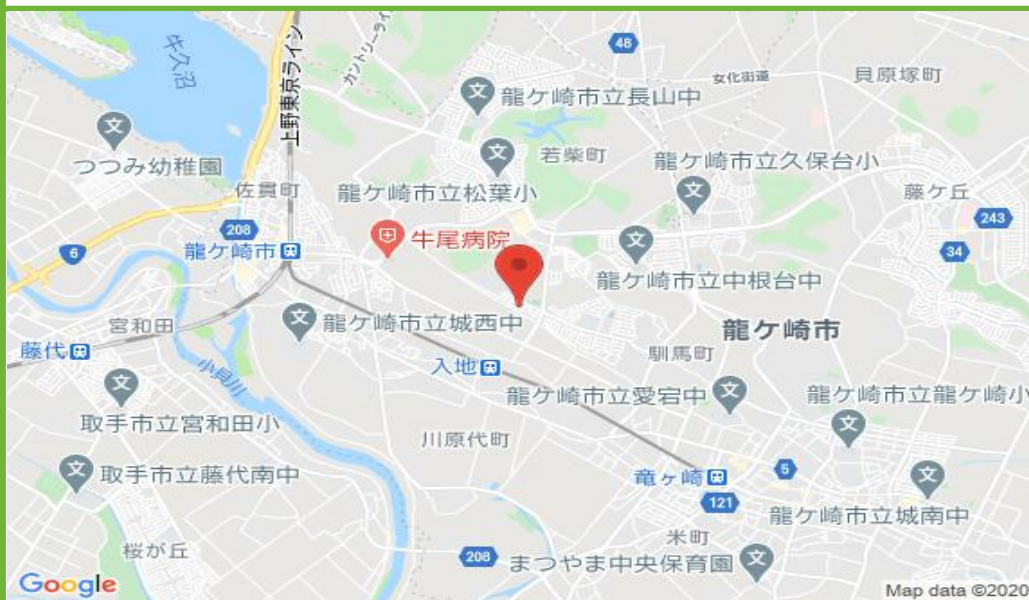 牛久沼
上野東京ライン
カントリーライ
48
女化街道
貝原塚町
龍ケ崎市立長山中
つつみ幼稚園
若柴町
龍ケ崎市立久保台小
佐貫町
龍ケ崎市立松葉小
藤ケ丘
208
243
6
龍ケ崎市
牛尾病院
34
龍ケ崎市立中根台中
宮和田
龍ケ崎市立城西中
龍ケ崎市
藤代
小貝川
入地
馴馬町
龍ケ崎市立愛宕中
龍ケ崎市立龍ケ崎小
取手市立宮和田小
川原代町
取手市立藤代南中
竜ヶ崎
5
121
龍ケ崎市立城南中
米町
桜が丘
208
まつやま中央保育園
Google
Map data ©2020